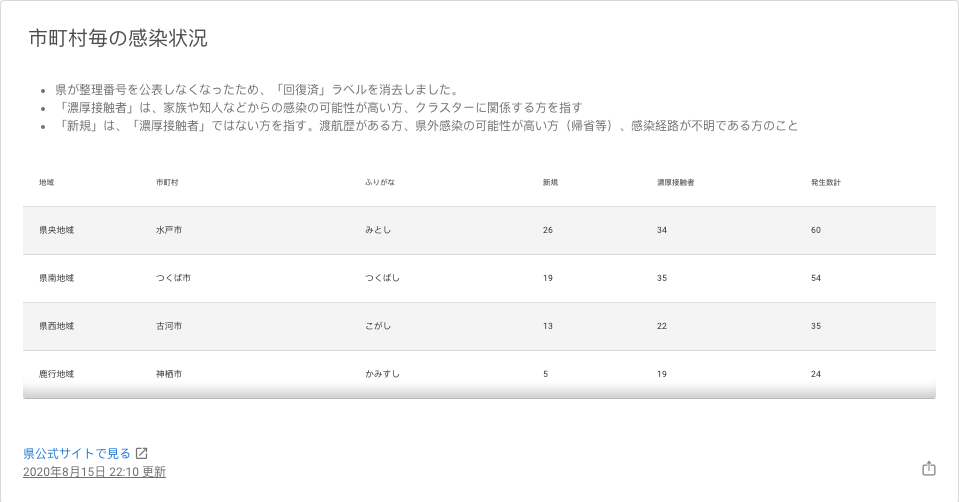 市町村毎の感染状況
県が整理番号を公表しなくなったため、「回復済」ラベルを消去しました。
「濃厚接触者」は、家族や知人などからの感染の可能性が高い方、クラスターに関係する方を指す
「新規」は、「濃厚接触者」ではない方を指す。渡航歴がある方、県外感染の可能性が高い方（帰省等）、感染経路が不明である方のこと
地域 市町村 ふりがな 新規 濃厚接触者 発生数計
県央地域 水戸市 みとし 26 34 60
県南地域 つくば市 つくばし 19 35 54
県西地域 古河市 こがし 13 22 35
鹿行地域 神栖市 かみすし 5 19 24
県公式サイトで見る
2020年8月15日 22:10 更新